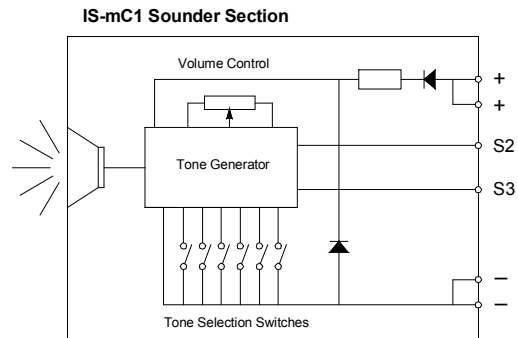 IS-mC1 Sounder Section
Volume Control
+
+
Tone Generator
S2
S3
–
–
Tone Selection Switches